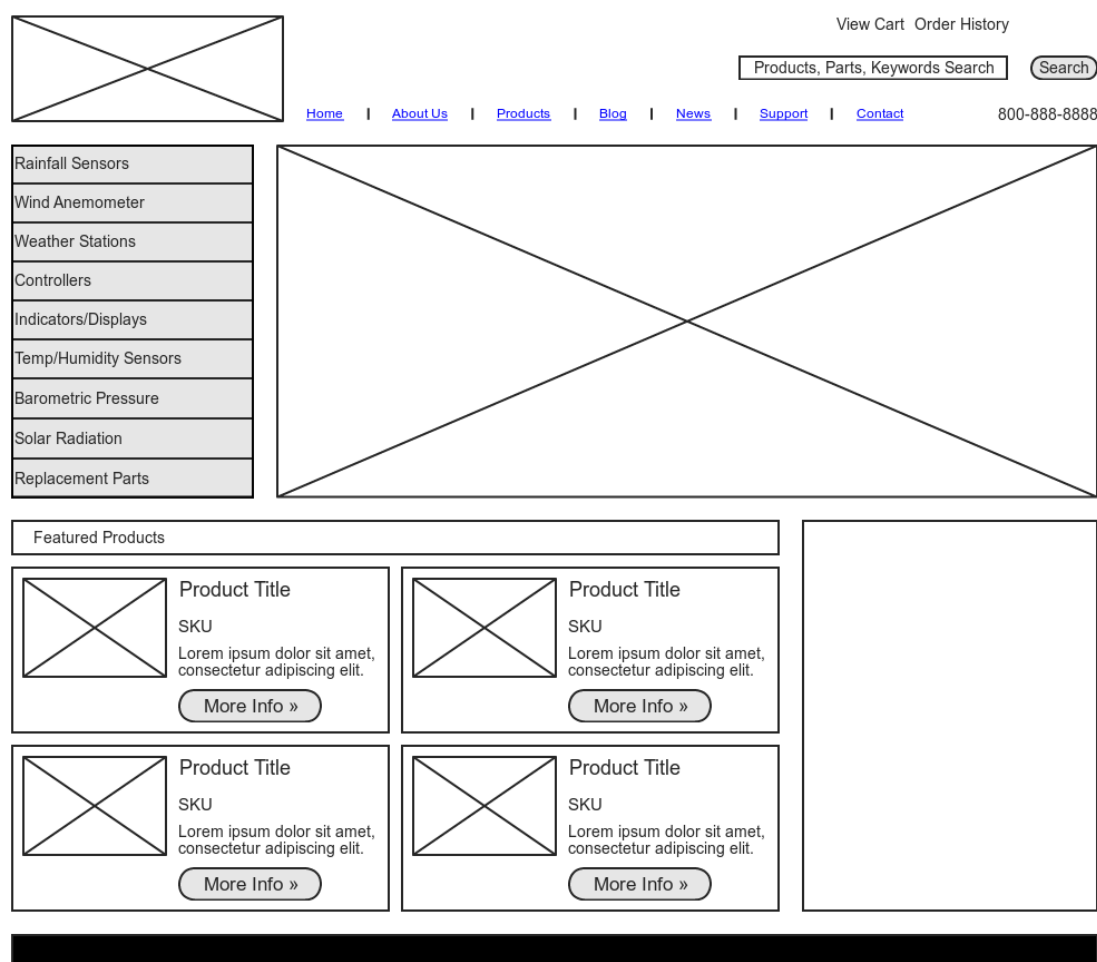 View Cart Order History
Products, Parts, Keywords Search Search
Home I About Us I Products I Blog I News I Support I Contact 800-888-8888
Rainfall Sensors
Wind Anemometer
Weather Stations
Controllers
Indicators/Displays
Temp/Humidity Sensors
Barometric Pressure
Solar Radiation
Replacement Parts
Featured Products
Product Title
SKU
Lorem ipsum dolor sit amet,
consectetur adipiscing elit.
More Info »
Product Title
SKU
Lorem ipsum dolor sit amet,
consectetur adipiscing elit.
More Info »
Product Title
SKU
Lorem ipsum dolor sit amet,
consectetur adipiscing elit.
More Info »
Product Title
SKU
Lorem ipsum dolor sit amet,
consectetur adipiscing elit.
More Info »